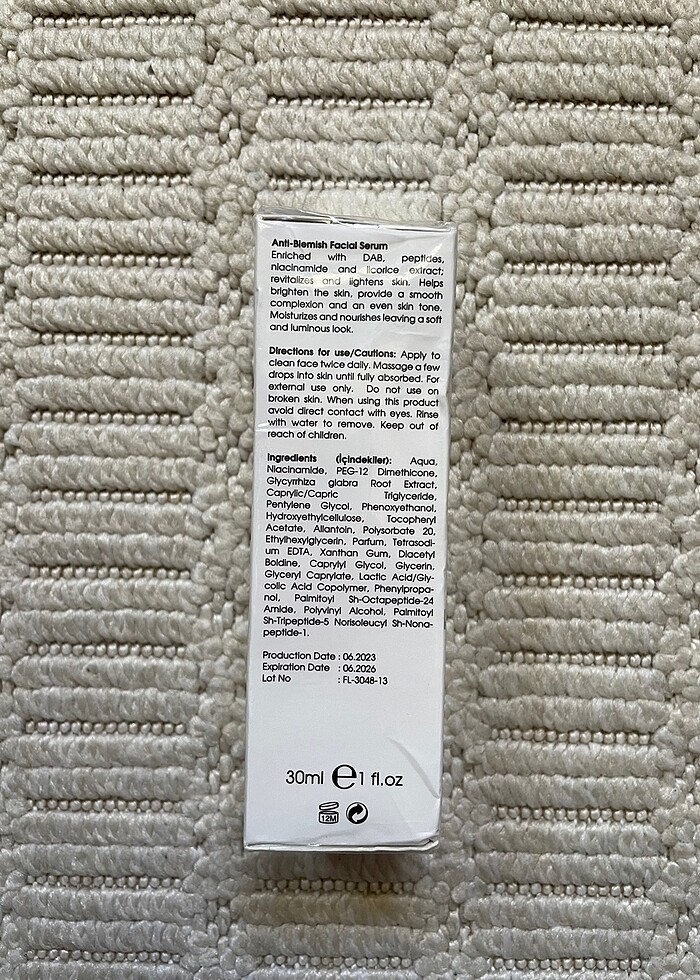 Anti-Blemish Facial Serum
Enriched with DAB, peptides,
niacinamide and licorice extract;
revitalizes and lightens skin. Helps
brighten the skin, provide a smooth
complexion and an even skin tone.
Moisturizes and nourishes leaving a soft
and luminous look.
Directions for use/Cautions: Apply to
clean face twice daily. Massage a few
drops into skin until fully absorbed. For
external use only. Do not use on
broken skin. When using this product
avoid direct contact with eyes. Rinse
with water to remove. Keep out of
reach of children.
Ingredients (İçindekiler): Aqua,
Niacinamide, PEG-12 Dimethicone,
Glycyrrhiza glabra Root Extract,
Caprylic/Capric Triglyceride,
Pentylene Glycol, Phenoxyethanol,
Hydroxyethylcellulose, Tocopheryl
Acetate, Allantoin, Polysorbate 20,
Ethylhexylglycerin, Parfum, Tetrasodi-
um EDTA, Xanthan Gum, Diacetyl
Boldine, Caprylyl Glycol, Glycerin,
Glyceryl Caprylate, Lactic Acid/Gly-
colic Acid Copolymer, Phenylpropa-
nol, Palmitoyl Sh-Octapeptide-24
Amide, Polyvinyl Alcohol, Palmitoyl
Sh-Tripeptide-5 Norisoleucyl Sh-Nona-
peptide-1.
Production Date : 06.2023
Expiration Date : 06.2026
Lot No : FL-3048-13
30ml e 1 fl.oz
12M